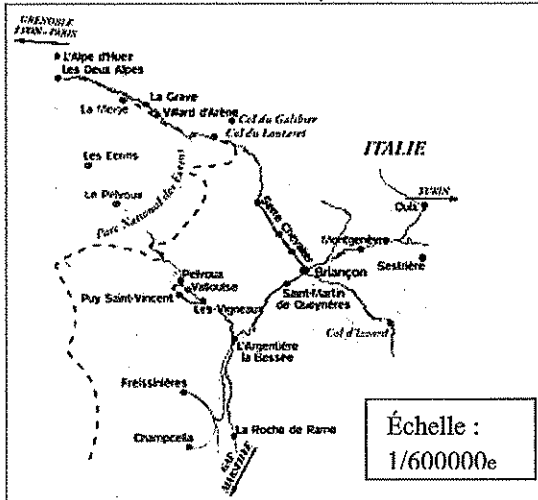 GRENOBLE
LYON-PARIS
L'Alpe d'Huez
Les Deux Alpes
La Grave
La Meije
Villard d'Arène
Col du Galibier
Col du Lautaret
ITALIE
Les Ecrins
Le Pelvoux
Parc National des Ecrins
TURIN
Oulx
Serre Chevalier
Montgenèvre
Sestrière
Briançon
Pelvoux
Vallouise
Puy Saint-Vincent
Les-Vigneaux
Saint-Martin
de Queyrières
Col d'Izoard
L'Argentière
la Bessée
Freissinières
Champcella
La Roche de Rame
GAP
Échelle :
1/600000e